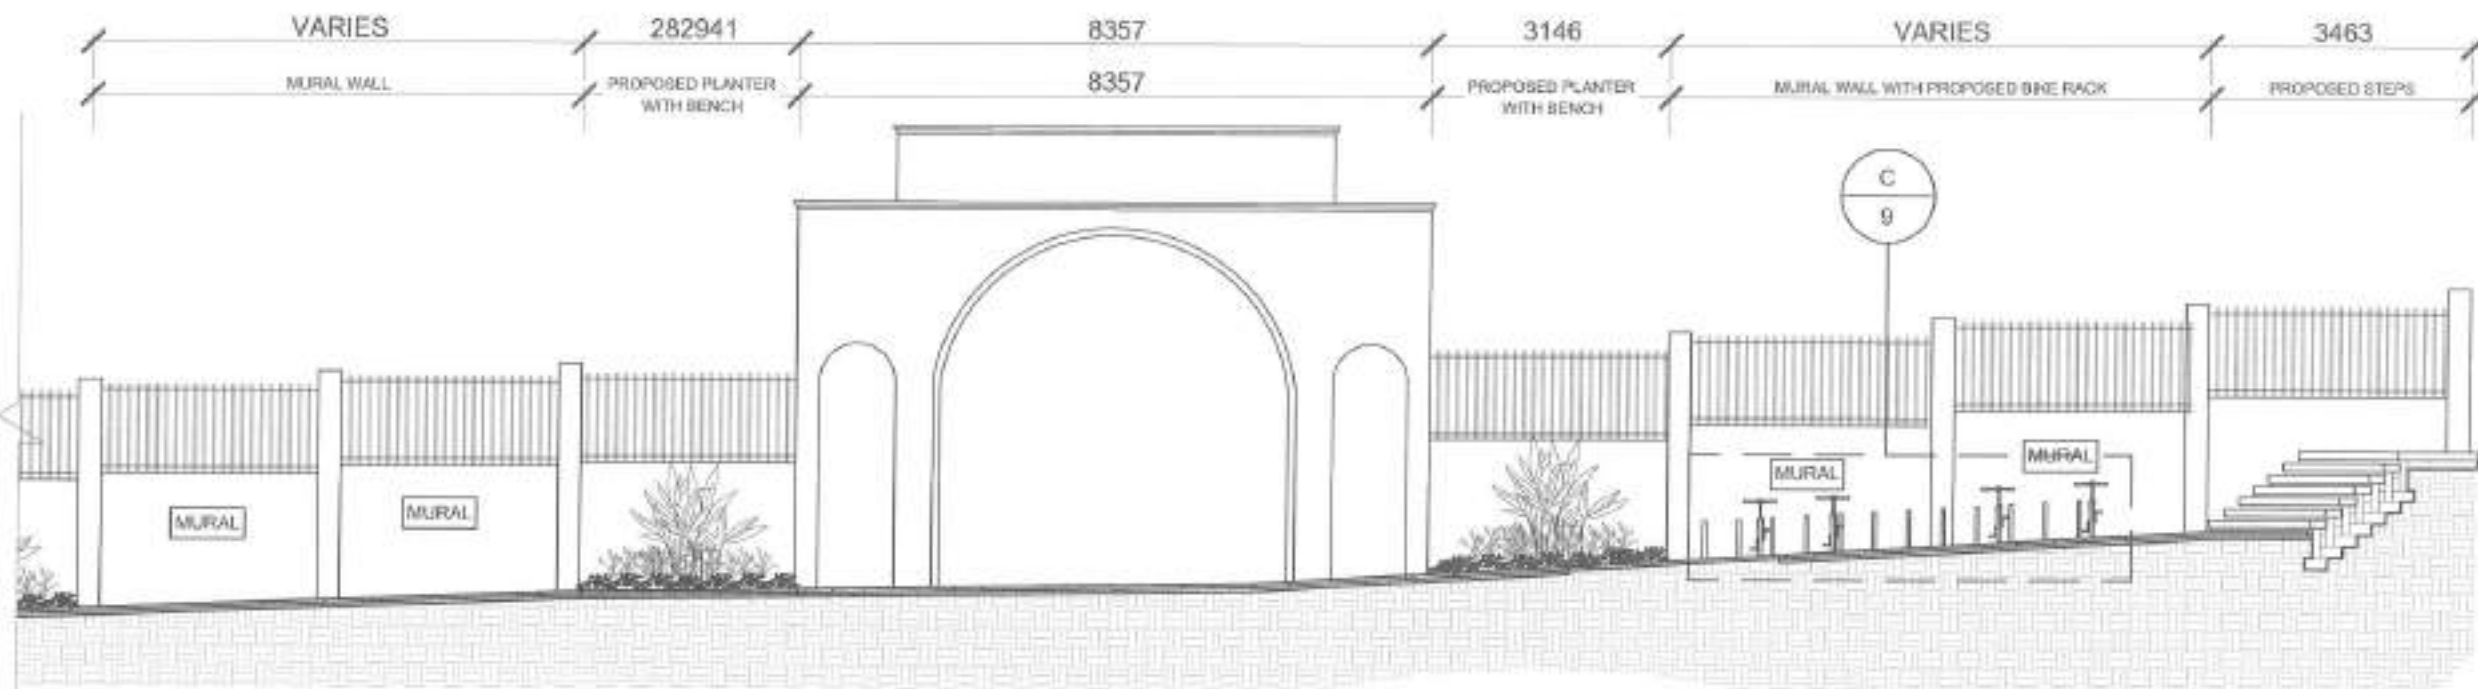 VARIES 282941 8357 3146 VARIES 3463
MURAL WALL PROPOSED PLANTER 8357 PROPOSED PLANTER MURAL WALL WITH PROPOSED BIKE RACK PROPOSED STEPS
WITH BENCH WITH BENCH
C
9
MURAL
MURAL
MURAL
MURAL